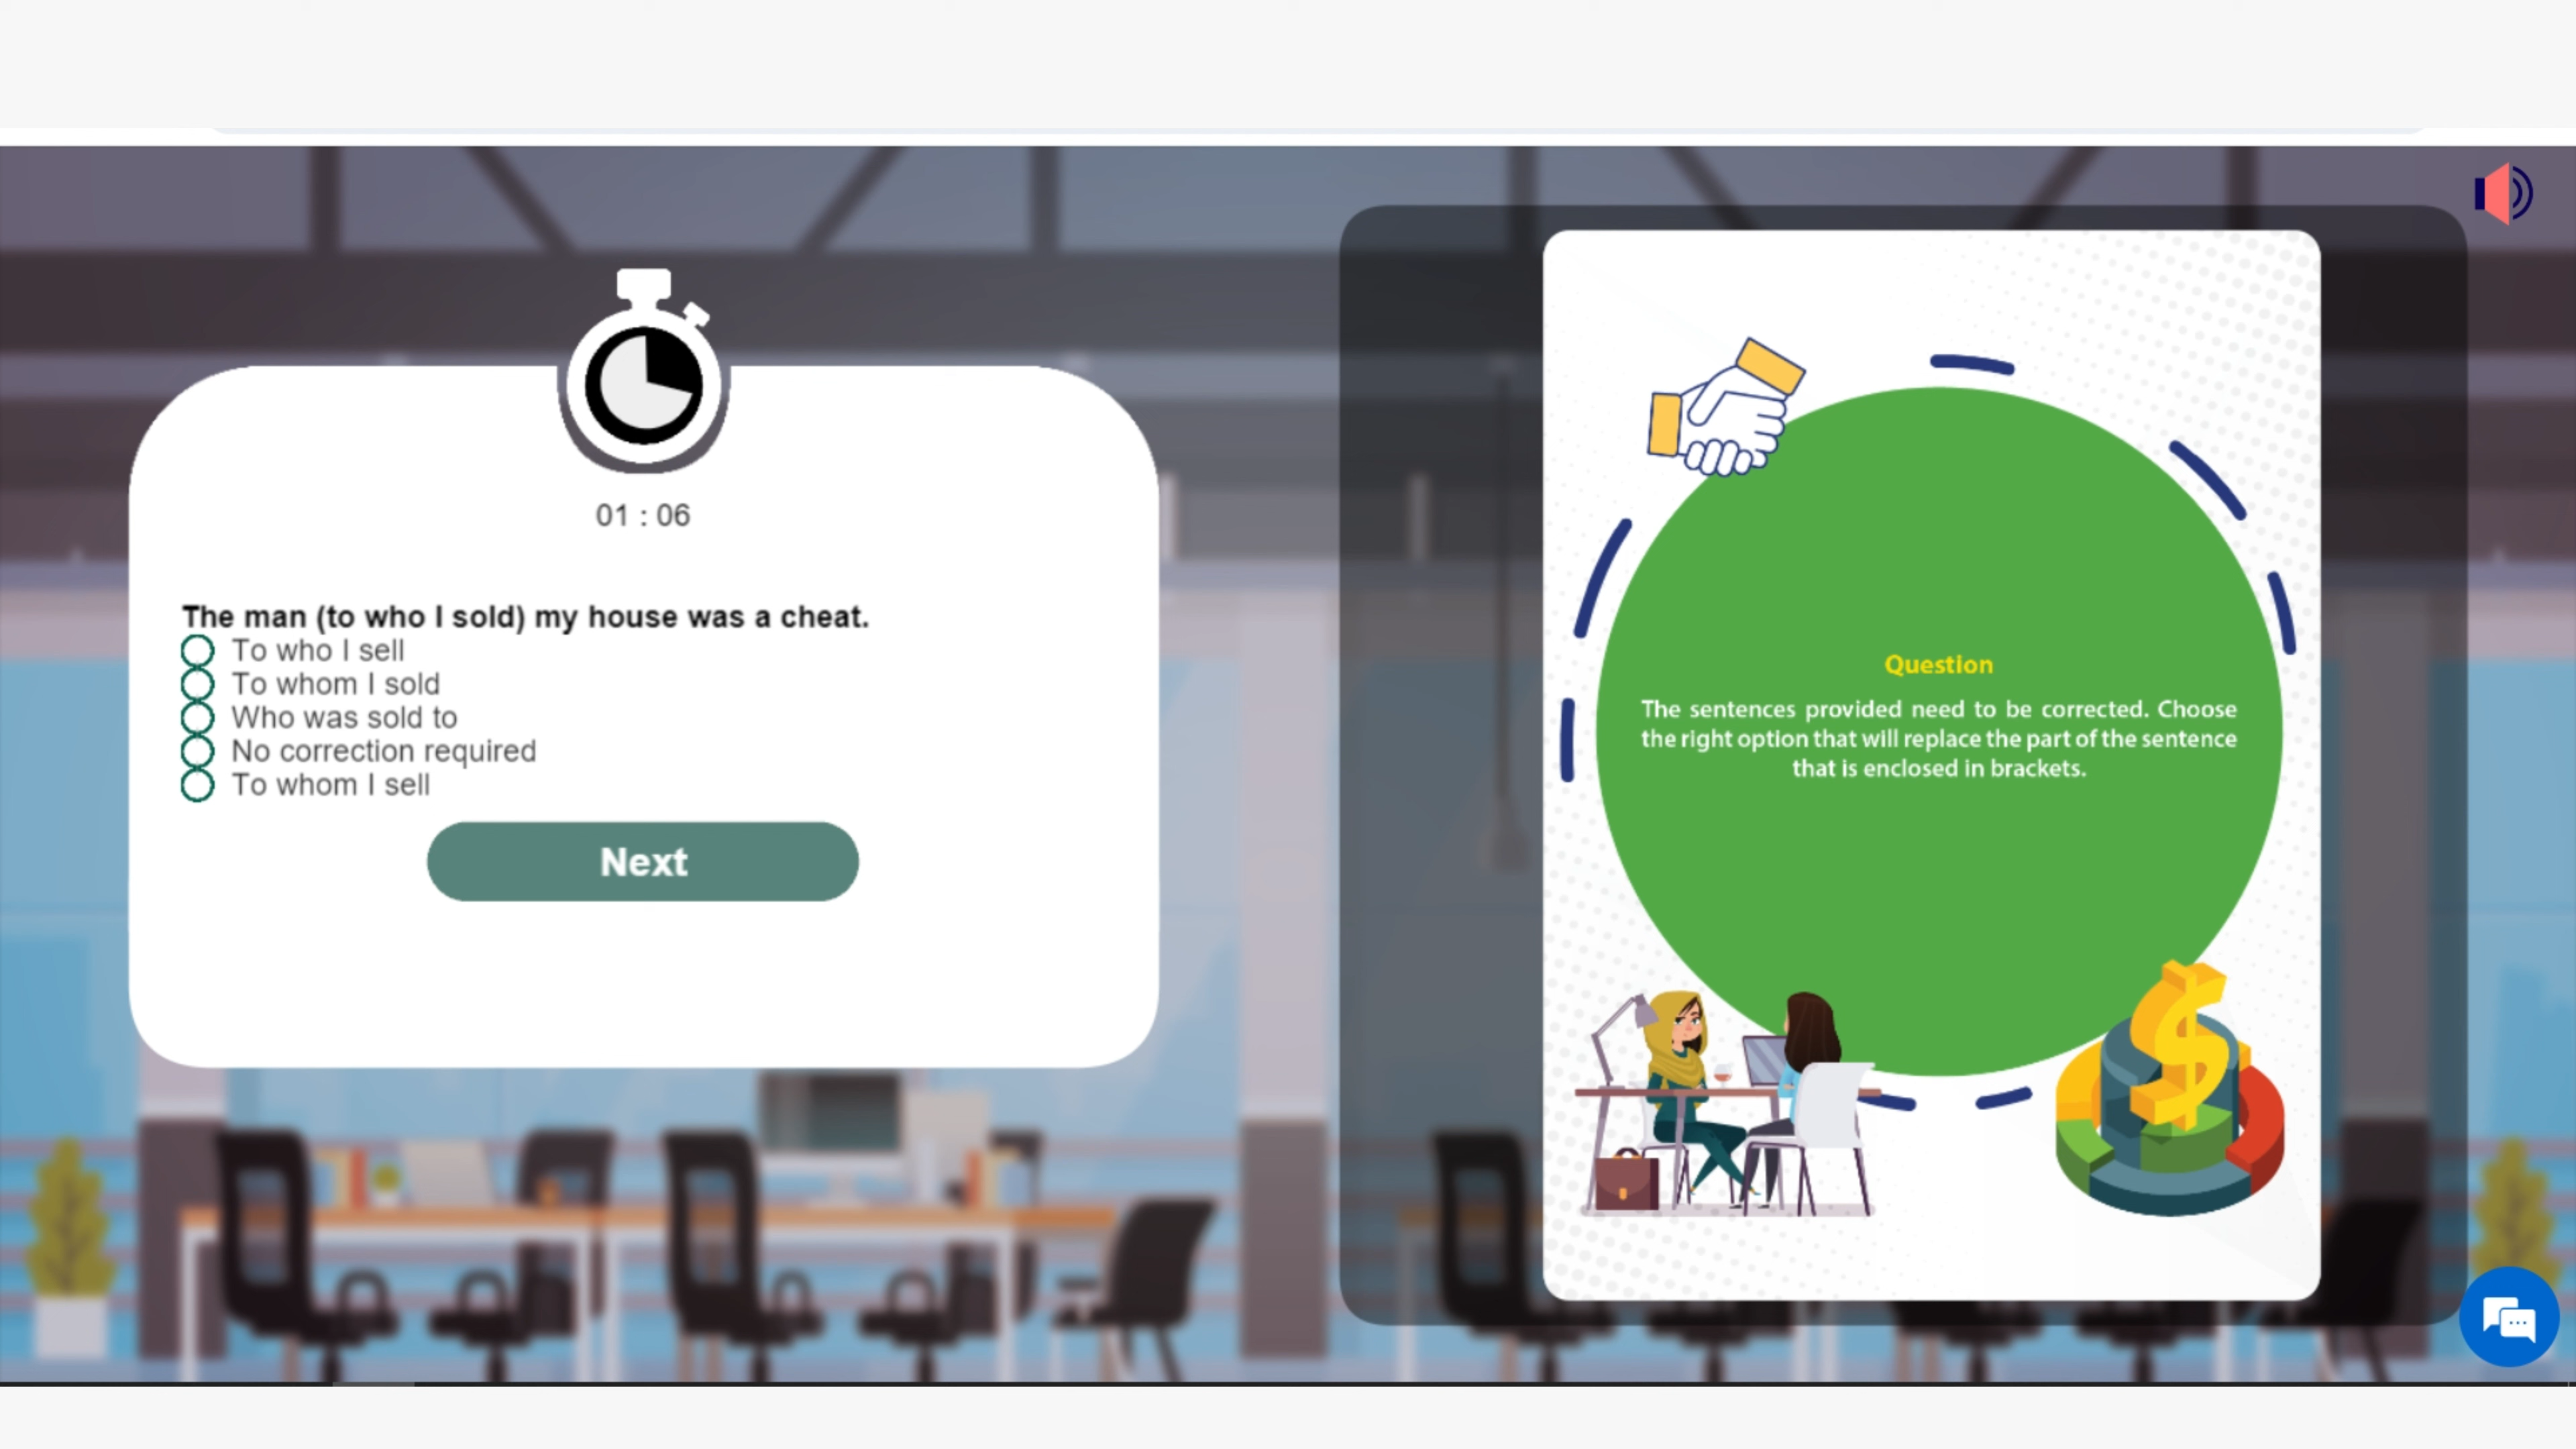 01 : 06
The man (to who I sold) my house was a cheat.
To who I sell
To whom I sold
Who was sold to
No correction required
To whom I sell
Next
Question
The sentences provided need to be corrected. Choose
the right option that will replace the part of the sentence
that is enclosed in brackets.